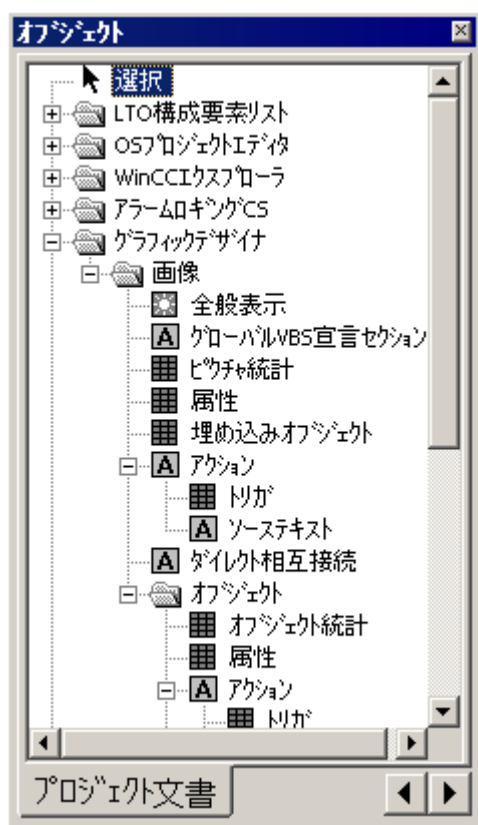 オブジェクト
選択
LTO構成要素リスト
OSプロジェクトエディタ
WinCCエクスプローラ
アラームロギングCS
グラフィックデザイナ
画像
全般表示
A グローバルVBS宣言セクション
ピクチャ統計
属性
埋め込みオブジェクト
A アクション
トリガ
A ソーステキスト
A ダイレクト相互接続
オブジェクト
オブジェクト統計
属性
A アクション
トリガ
プロジェクト文書